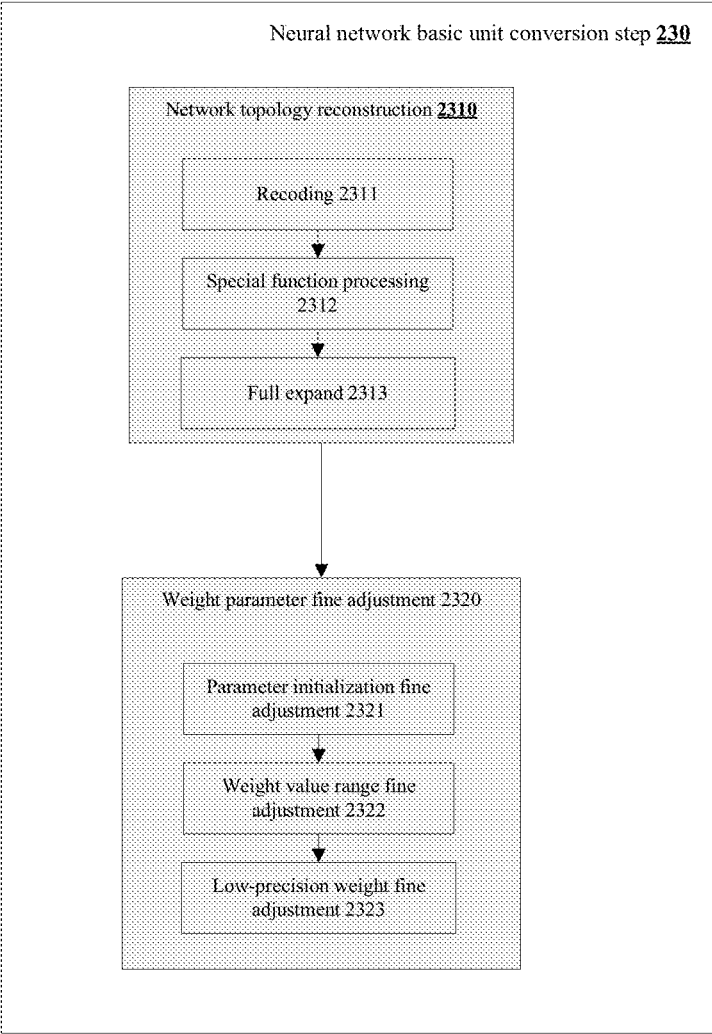 Neural network basic unit conversion step 230
Network topology reconstruction 2310
Recoding 2311
Special function processing
2312
Full expand 2313
Weight parameter fine adjustment 2320
Parameter initialization fine
adjustment 2321
Weight value range fine
adjustment 2322
Low-precision weight fine
adjustment 2323